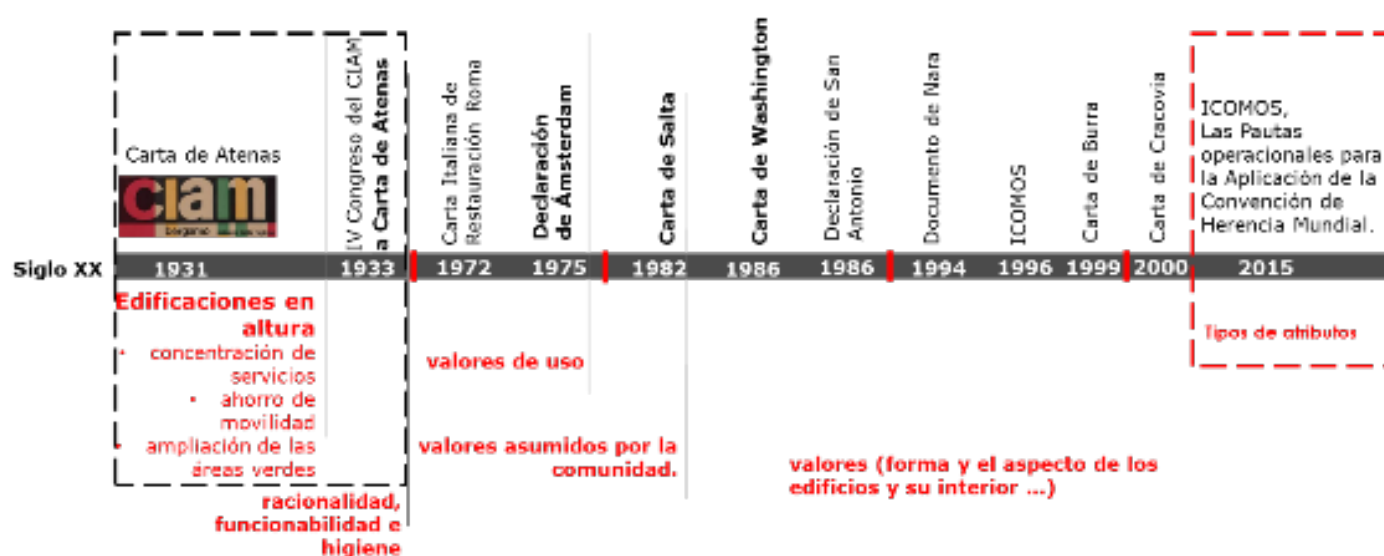 Carta de Atenas
ciam
bergamo
IV Congreso del CIAM
a Carta de Atenas
Carta Italiana de
Restauración Roma
Declaración
de Ámsterdam
Carta de Salta
Carta de Washington
Declaración de San
Antonio
Documento de Nara
ICOMOS
Carta de Burra
Carta de Cracovia
ICOMOS,
Las Pautas
operacionales para
la Aplicación de la
Convención de
Herencia Mundial.
Siglo XX 1931 1933 1972 1975 1982 1986 1986 1994 1996 1999 2000 2015
Edificaciones en
altura
• concentración de
servicios
• ahorro de
movilidad
• ampliación de las
áreas verdes
racionalidad,
funcionabilidad e
higiene
valores de uso
valores asumidos por la
comunidad.
valores (forma y el aspecto de los
edificios y su interior ...)
Tipos de atributos